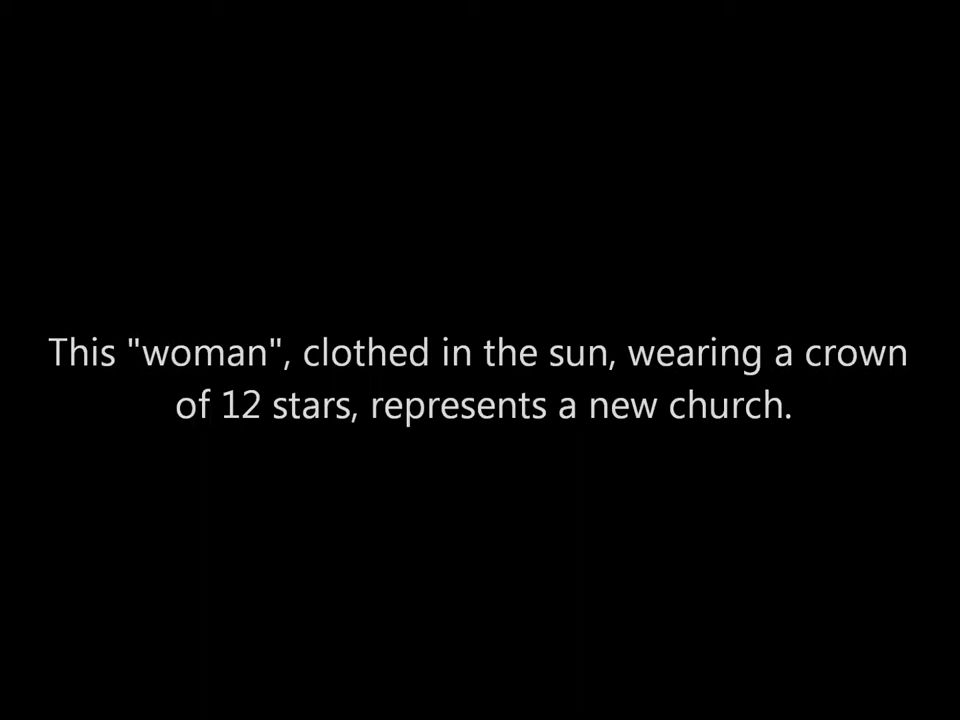 This "woman", clothed in the sun, wearing a crown
of 12 stars, represents a new church.